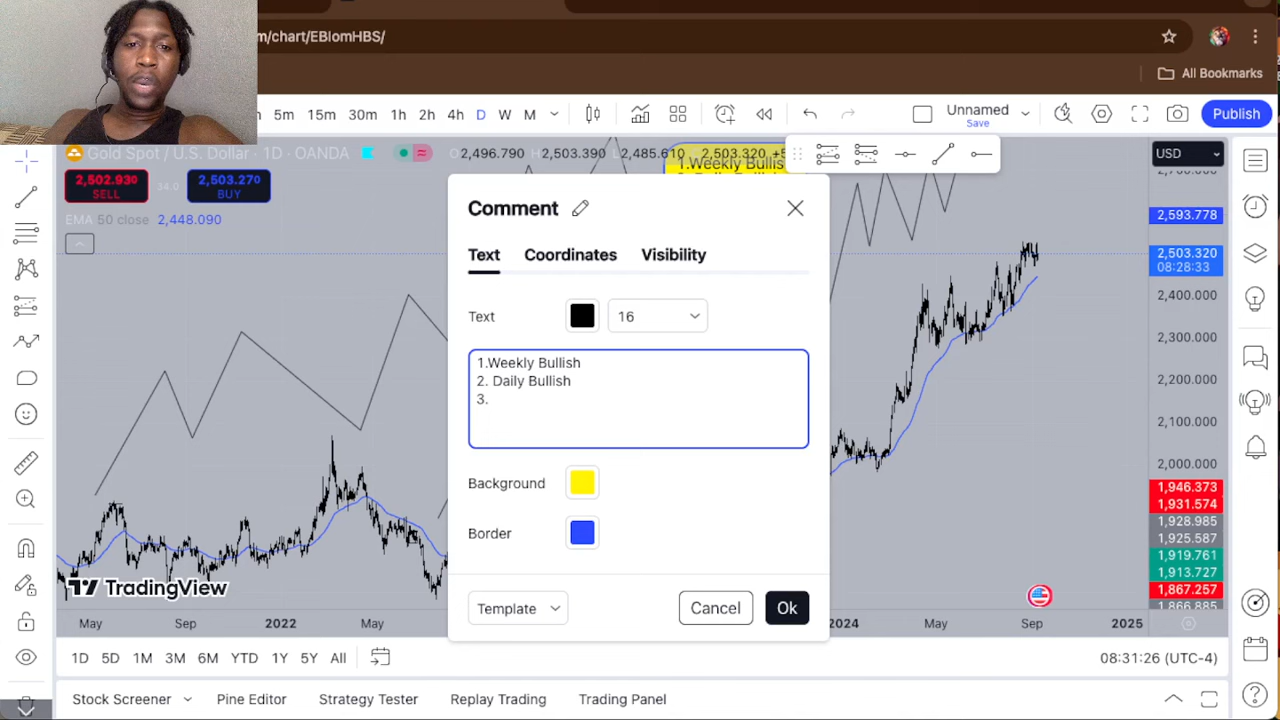 m/chart/EBlomHBS/
All Bookmarks
5m 15m 30m 1h 2h 4h D W M
Unnamed
Save
Publish
Gold Spot / U.S. Dollar · 1D · OANDA
O2,496.790 H2,503.390 L2,485.610 2,503.320
1.Weekly Bullis
USD
2,502.930
SELL
34.0
2,503.270
BUY
EMA 50 close 2,448.090
Comment
Text Coordinates Visibility
Text 16
1.Weekly Bullish
2. Daily Bullish
3.
Background
Border
Template
Cancel
Ok
2,593.778
2,503.320
08:28:33
2,400.000
2,300.000
2,200.000
2,100.000
2,000.000
1,946.373
1,931.574
1,928.985
1,925.587
1,919.761
1,913.727
1,867.257
1,866.885
TradingView
May Sep 2022 May 2024 May Sep 2025
1D 5D 1M 3M 6M YTD 1Y 5Y All
08:31:26 (UTC-4)
Stock Screener Pine Editor Strategy Tester Replay Trading Trading Panel